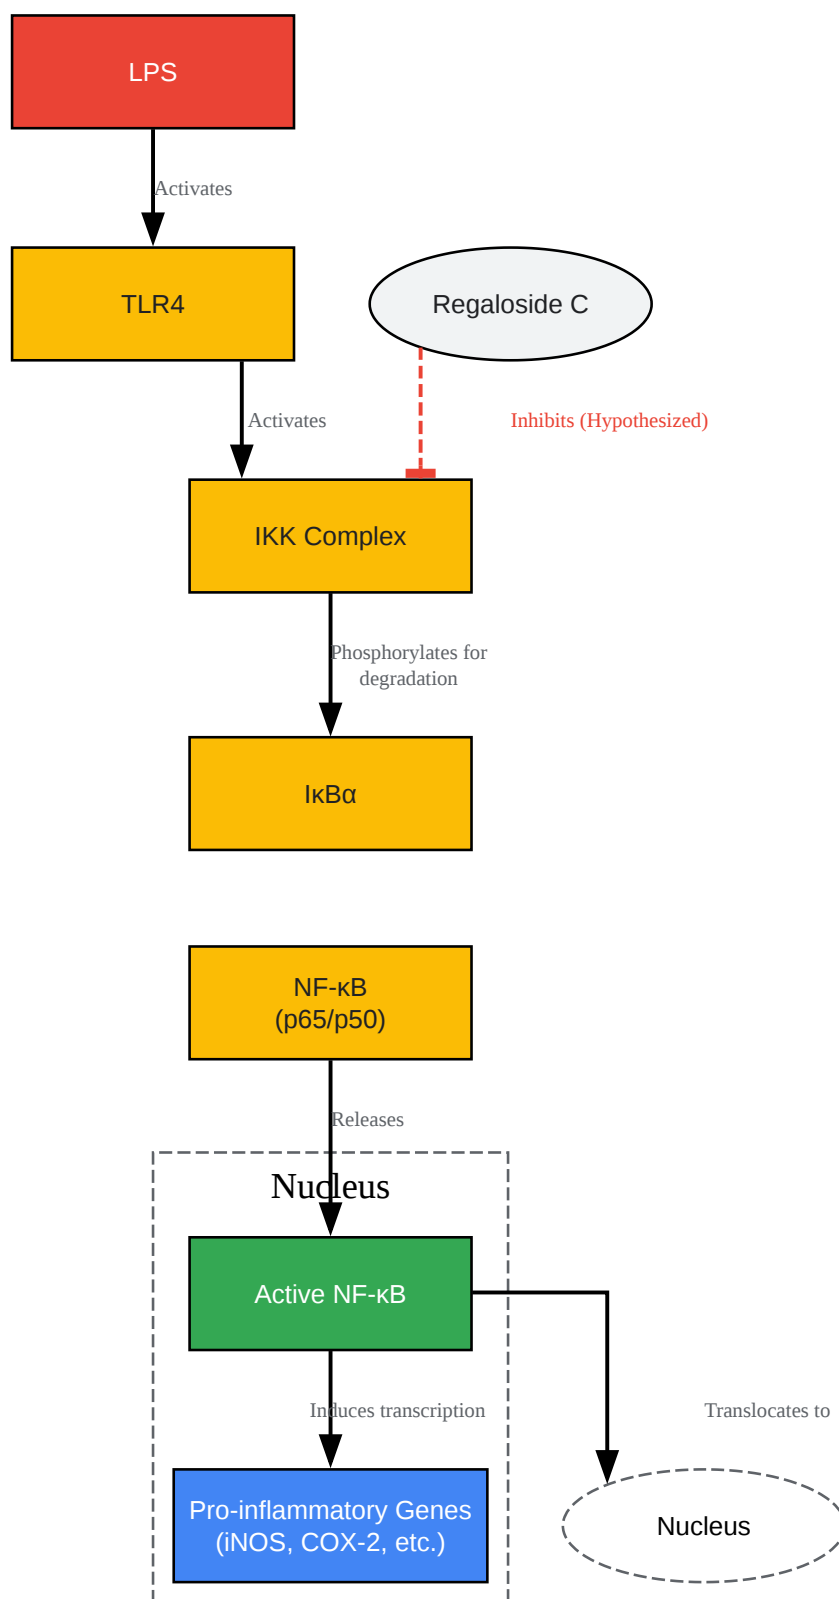 LPS
Activates
TLR4
Regaloside C
Activates
Inhibits (Hypothesized)
IKK Complex
Phosphorylates for
degradation
IκBα
NF-κB
(p65/p50)
Releases
Nucleus
Active NF-κB
Induces transcription
Translocates to
Pro-inflammatory Genes
(iNOS, COX-2, etc.)
Nucleus